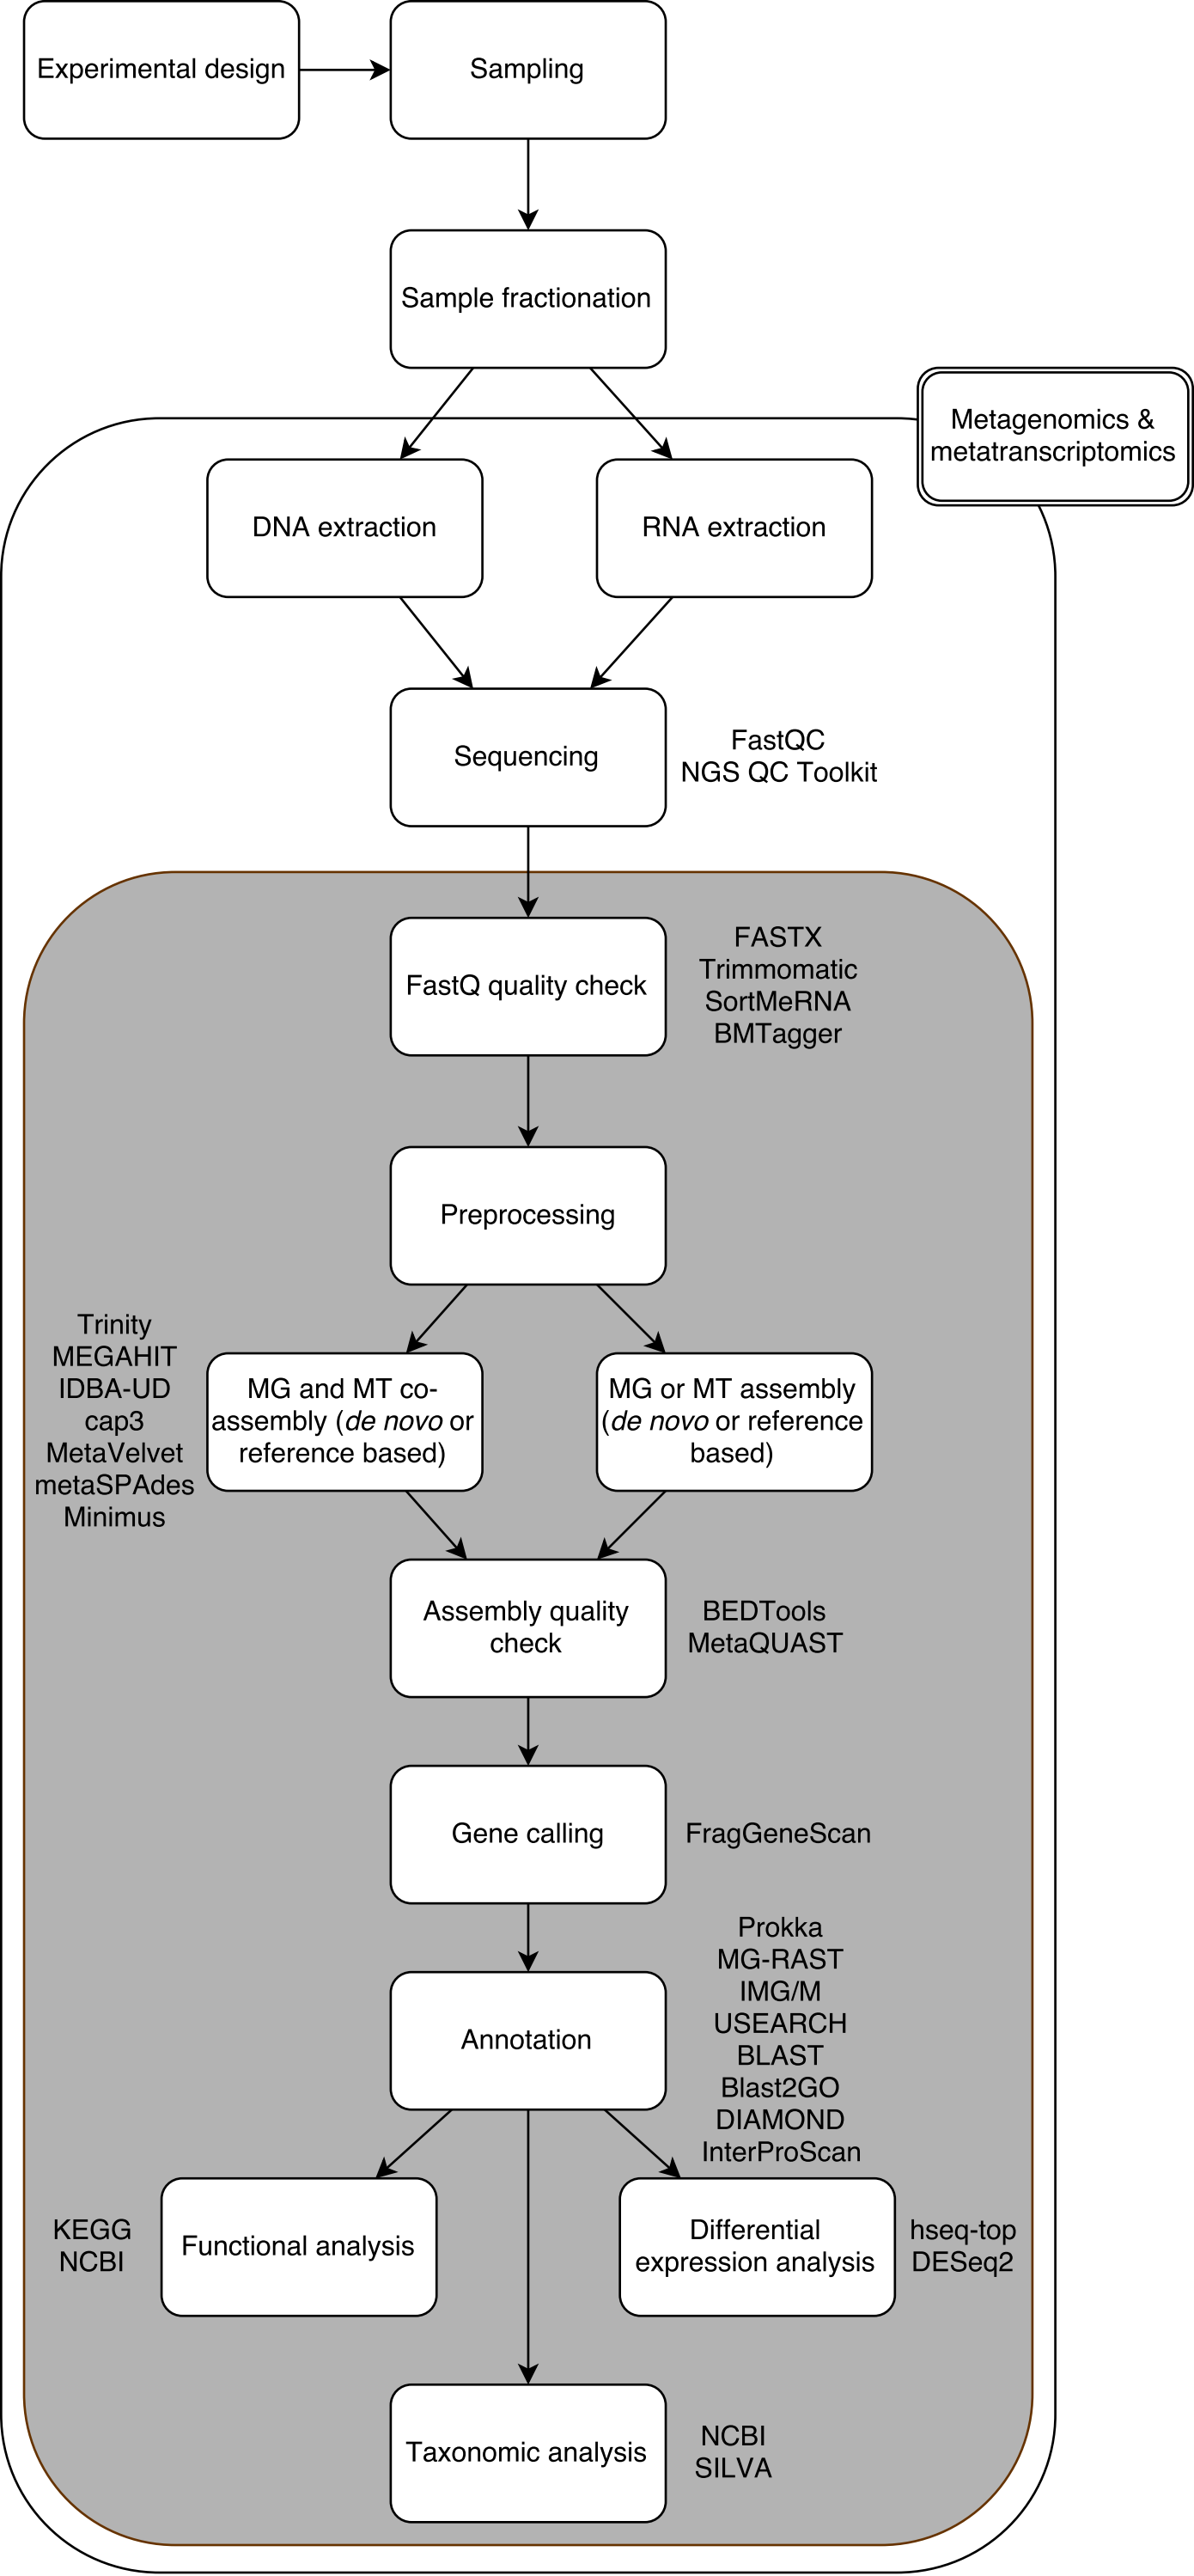 Experimental design
Sampling
Sample fractionation
Metagenomics &
metatranscriptomics
DNA extraction
RNA extraction
Sequencing
FastQC
NGS QC Toolkit
FastQ quality check
FASTX
Trimmomatic
SortMeRNA
BMTagger
Preprocessing
Trinity
MEGAHIT
IDBA-UD
cap3
MetaVelvet
metaSPAdes
Minimus
MG and MT co-
assembly (de novo or
reference based)
MG or MT assembly
(de novo or reference
based)
Assembly quality
check
BEDTools
MetaQUAST
Gene calling
FragGeneScan
Annotation
Prokka
MG-RAST
IMG/M
USEARCH
BLAST
Blast2GO
DIAMOND
InterProScan
KEGG
NCBI
Functional analysis
Differential
expression analysis
hseq-top
DESeq2
Taxonomic analysis
NCBI
SILVA